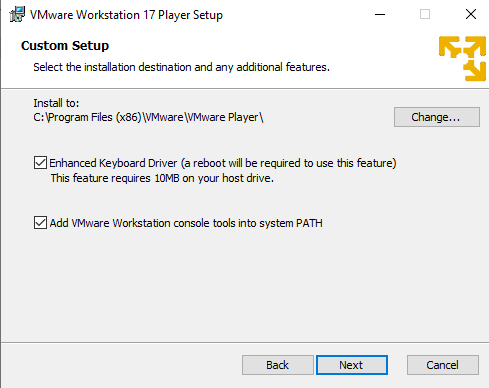 VMware Workstation 17 Player Setup
Custom Setup
Select the installation destination and any additional features.
Install to:
C:\Program Files (x86)\VMware\VMware Player\
Change...
Enhanced Keyboard Driver (a reboot will be required to use this feature)
This feature requires 10MB on your host drive.
Add VMware Workstation console tools into system PATH
Back
Next
Cancel